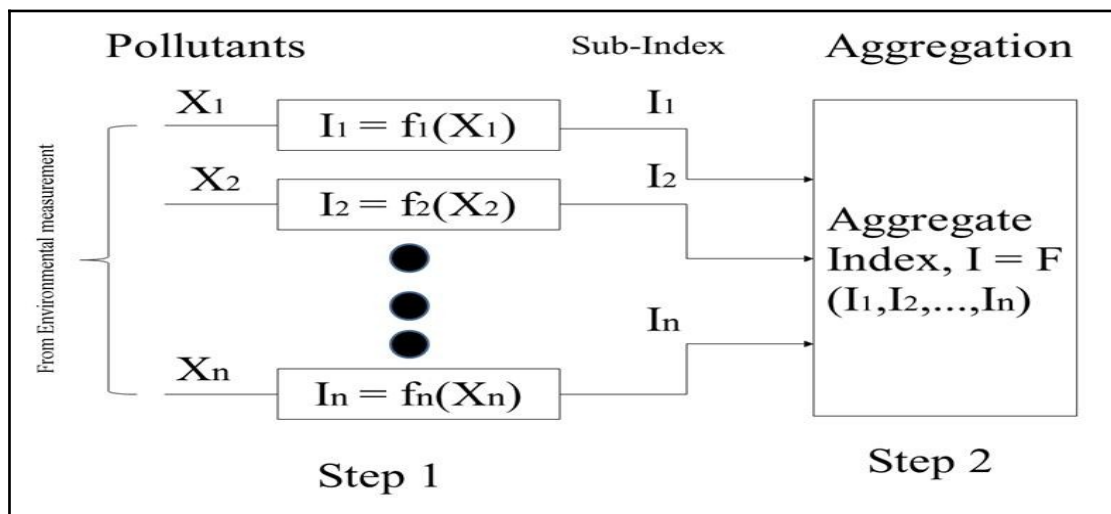 Pollutants
Sub-Index
Aggregation
From Environmental measurement
X1
I1 = f1(X1)
I1
X2
I2 = f2(X2)
I2
Aggregate
Index, I = F
(I1,I2,...,In)
Xn
In = fn(Xn)
In
Step 1
Step 2